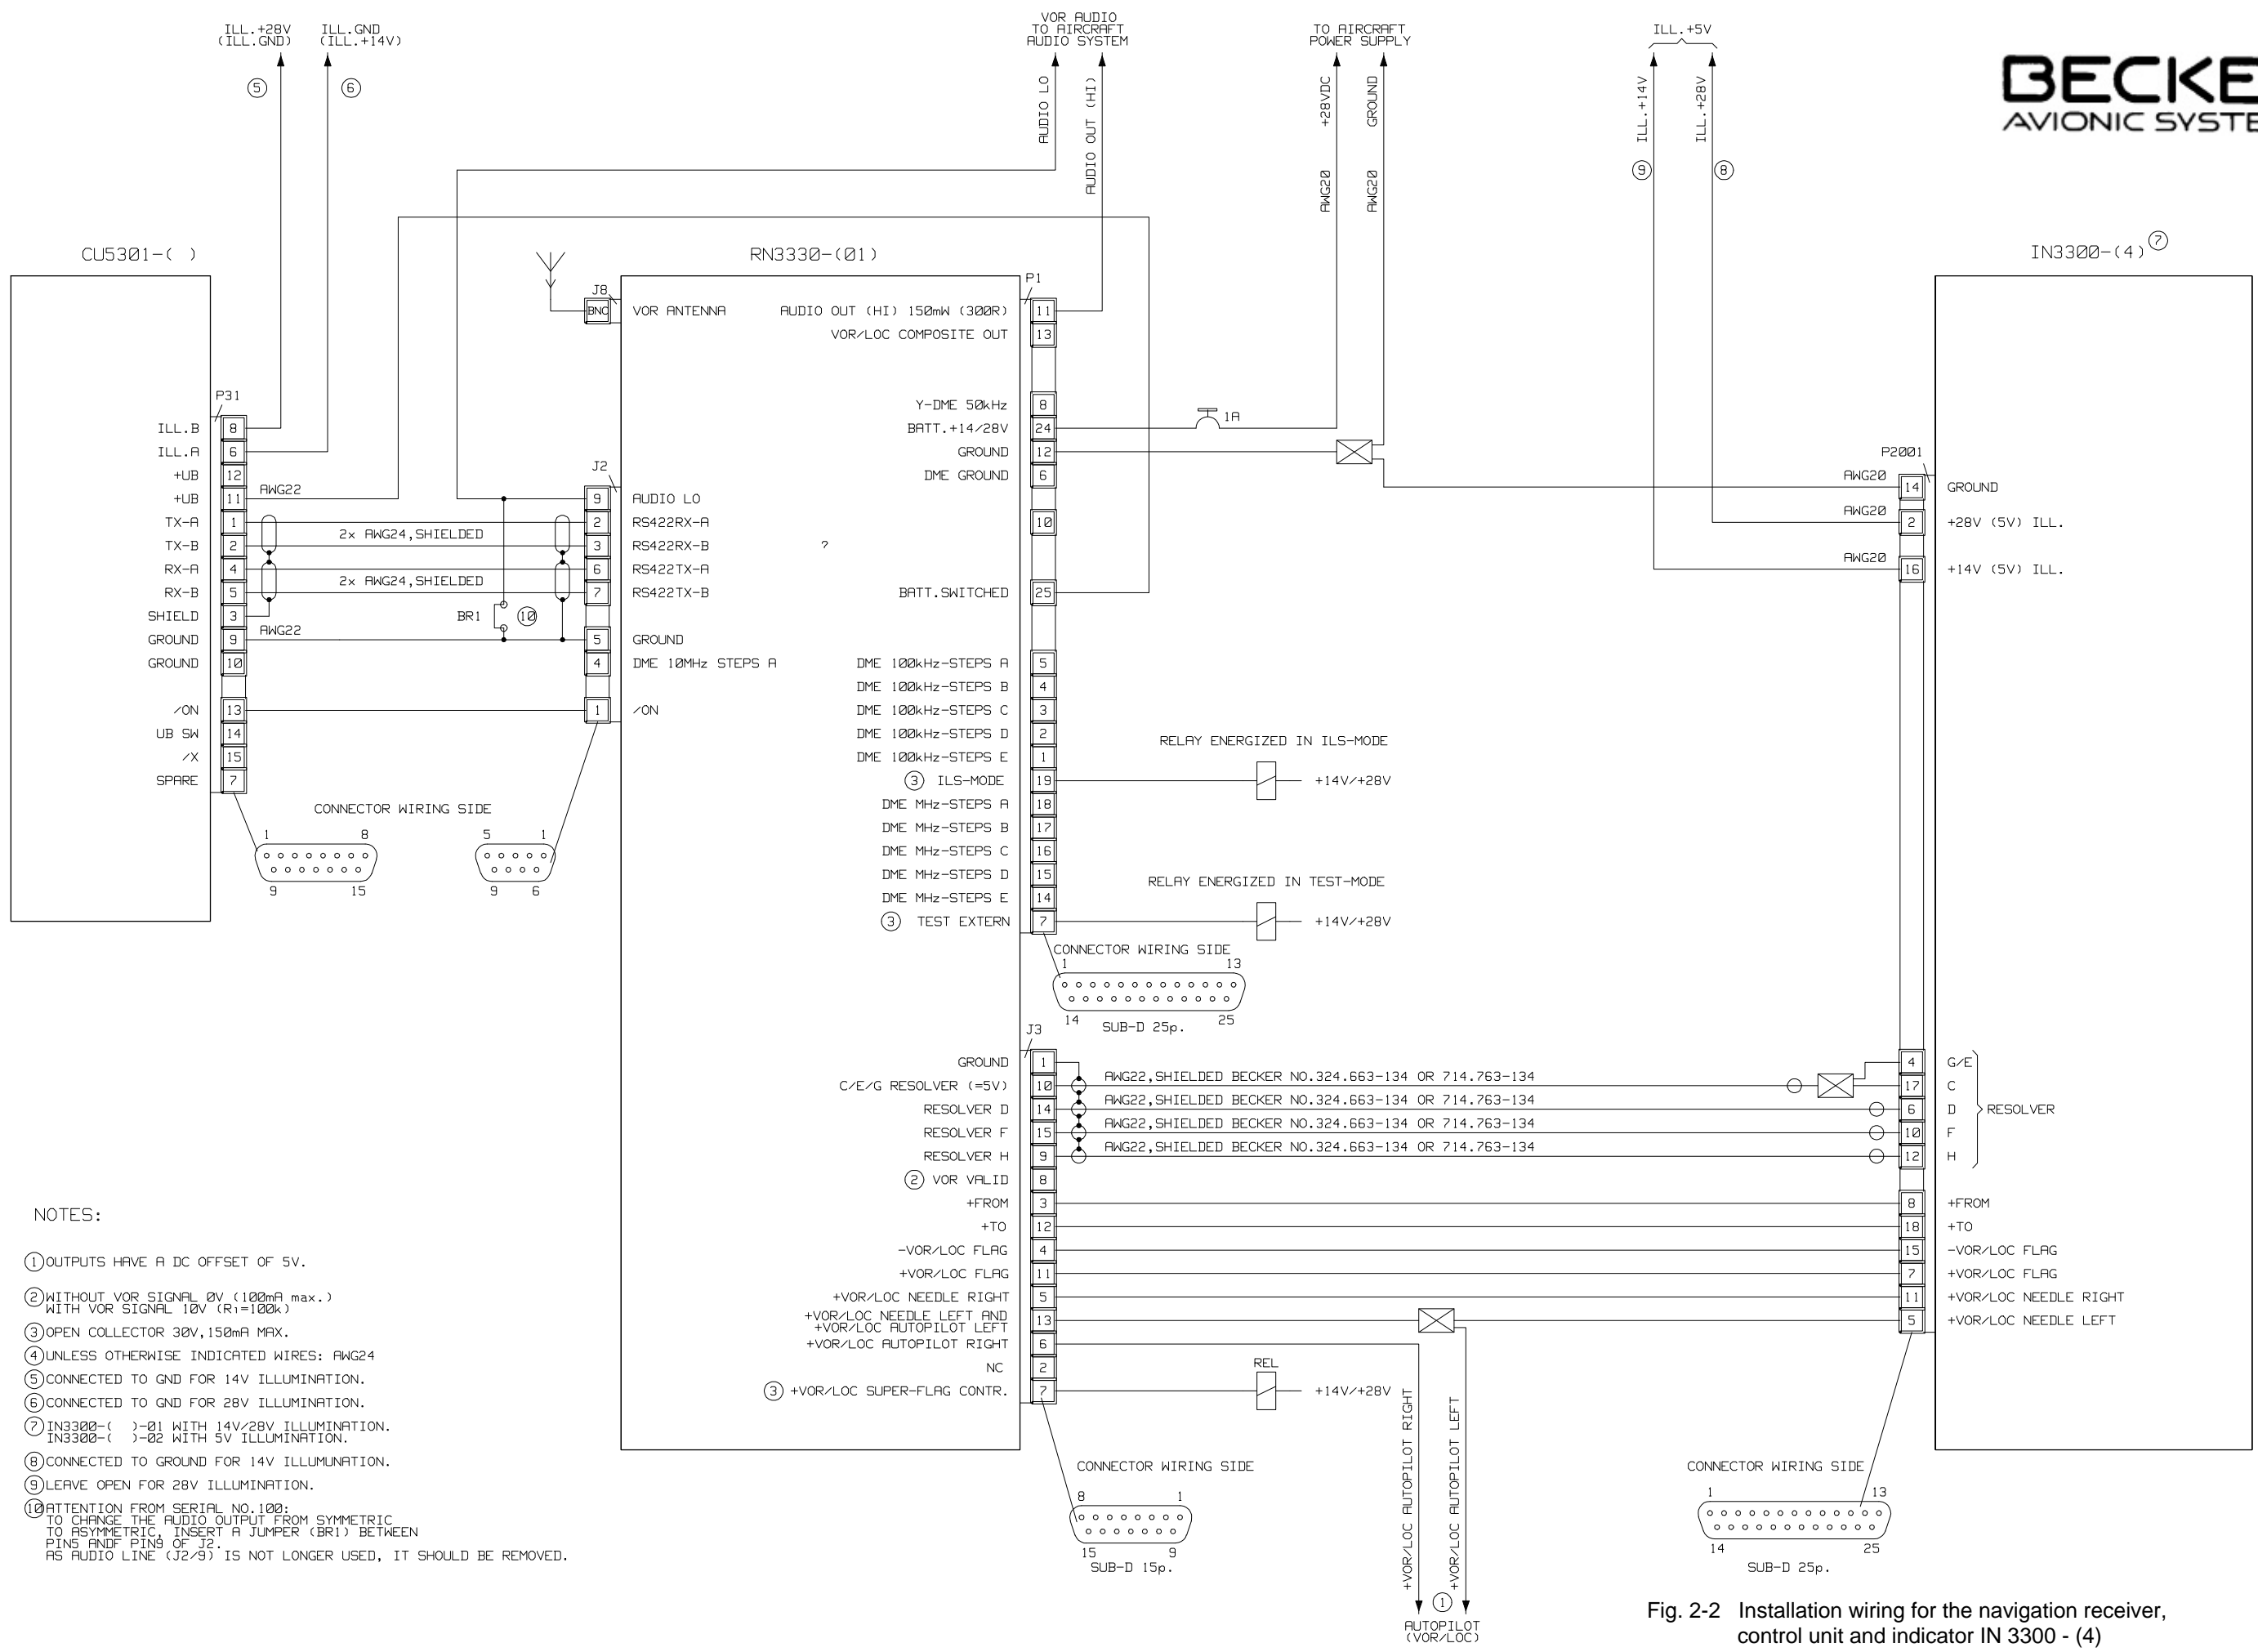 ILL.+28V
(ILL.GND)
ILL.GND
(ILL.+14V)
5
6
VOR AUDIO
TO AIRCRAFT
AUDIO SYSTEM
AUDIO LO
AUDIO OUT (HI)
TO AIRCRAFT
POWER SUPPLY
+28VDC
GROUND
AWG20
AWG20
ILL.+5V
ILL.+14V
ILL.+28V
9
8
AVIONIC
CU5301-( )
P31
ILL.B 8
ILL.A 6
+UB 12
+UB 11 AWG22
TX-A 1
TX-B 2
RX-A 4
RX-B 5
SHIELD 3
GROUND 9 AWG22
GROUND 10
/ON 13
UB SW 14
/X 15
SPARE 7
2x AWG24,SHIELDED
2x AWG24,SHIELDED
BR1 10
CONNECTOR WIRING SIDE
1 8
9 15
5 1
9 6
RN3330-(01)
J8
BNC VOR ANTENNA
J2
9 AUDIO LO
2 RS422RX-A
3 RS422RX-B
?
6 RS422TX-A
7 RS422TX-B
5 GROUND
4 DME 10MHz STEPS A
1 /ON
P1
AUDIO OUT (HI) 150mW (300R) 11
VOR/LOC COMPOSITE OUT 13
Y-DME 50kHz 8
BATT.+14/28V 24
1A
GROUND 12
DME GROUND 6
10
BATT.SWITCHED 25
DME 100kHz-STEPS A 5
DME 100kHz-STEPS B 4
DME 100kHz-STEPS C 3
DME 100kHz-STEPS D 2
DME 100kHz-STEPS E 1
3 ILS-MODE 19
DME MHz-STEPS A 18
DME MHz-STEPS B 17
DME MHz-STEPS C 16
DME MHz-STEPS D 15
DME MHz-STEPS E 14
3 TEST EXTERN 7
RELAY ENERGIZED IN ILS-MODE
+14V/+28V
RELAY ENERGIZED IN TEST-MODE
+14V/+28V
CONNECTOR WIRING SIDE
1 13
14 25
SUB-D 25p.
J3
GROUND 1
C/E/G RESOLVER (=5V) 10
RESOLVER D 14
RESOLVER F 15
RESOLVER H 9
2 VOR VALID 8
+FROM 3
+TO 12
-VOR/LOC FLAG 4
+VOR/LOC FLAG 11
+VOR/LOC NEEDLE RIGHT 5
+VOR/LOC NEEDLE LEFT AND
+VOR/LOC AUTOPILOT LEFT 13
+VOR/LOC AUTOPILOT RIGHT 6
NC 2
3 +VOR/LOC SUPER-FLAG CONTR. 7
AWG22,SHIELDED BECKER NO.324.663-134 OR 714.763-134
AWG22,SHIELDED BECKER NO.324.663-134 OR 714.763-134
AWG22,SHIELDED BECKER NO.324.663-134 OR 714.763-134
AWG22,SHIELDED BECKER NO.324.663-134 OR 714.763-134
REL
+14V/+28V
CONNECTOR WIRING SIDE
8 1
15 9
SUB-D 15p.
+VOR/LOC AUTOPILOT RIGHT
+VOR/LOC AUTOPILOT LEFT
1
AUTOPILOT
(VOR/LOC)
IN3300-(4) 7
P2001
AWG20 14 GROUND
AWG20 2 +28V (5V) ILL.
AWG20 16 +14V (5V) ILL.
4 G/E
17 C
6 D
10 F
12 H
RESOLVER
8 +FROM
18 +TO
15 -VOR/LOC FLAG
7 +VOR/LOC FLAG
11 +VOR/LOC NEEDLE RIGHT
5 +VOR/LOC NEEDLE LEFT
CONNECTOR WIRING SIDE
1 13
14 25
SUB-D 25p.
NOTES:
1 OUTPUTS HAVE A DC OFFSET OF 5V.
2 WITHOUT VOR SIGNAL 0V (100mA max.)
WITH VOR SIGNAL 10V (Ri=100k)
3 OPEN COLLECTOR 30V,150mA MAX.
4 UNLESS OTHERWISE INDICATED WIRES: AWG24
5 CONNECTED TO GND FOR 14V ILLUMINATION.
6 CONNECTED TO GND FOR 28V ILLUMINATION.
7 IN3300-( )-01 WITH 14V/28V ILLUMINATION.
IN3300-( )-02 WITH 5V ILLUMINATION.
8 CONNECTED TO GROUND FOR 14V ILLUMUNATION.
9 LEAVE OPEN FOR 28V ILLUMINATION.
10 ATTENTION FROM SERIAL NO.100:
TO CHANGE THE AUDIO OUTPUT FROM SYMMETRIC
TO ASYMMETRIC, INSERT A JUMPER (BR1) BETWEEN
PIN5 ANDF PIN9 OF J2.
AS AUDIO LINE (J2/9) IS NOT LONGER USED, IT SHOULD BE REMOVED.
Fig. 2-2 Installation wiring for the navigation receiver,
control unit and indicator IN 3300 - (4)